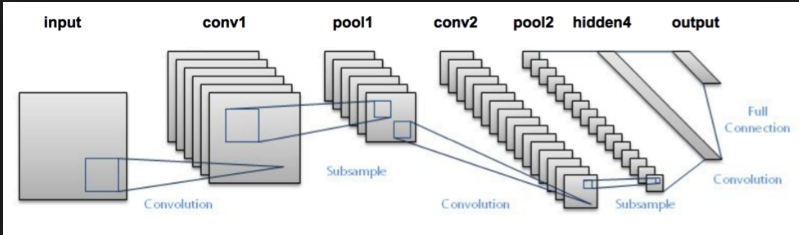 input conv1 pool1 conv2 pool2 hidden4 output
Full
Connection
Subsample
Convolution
Convolution Convolution Subsample